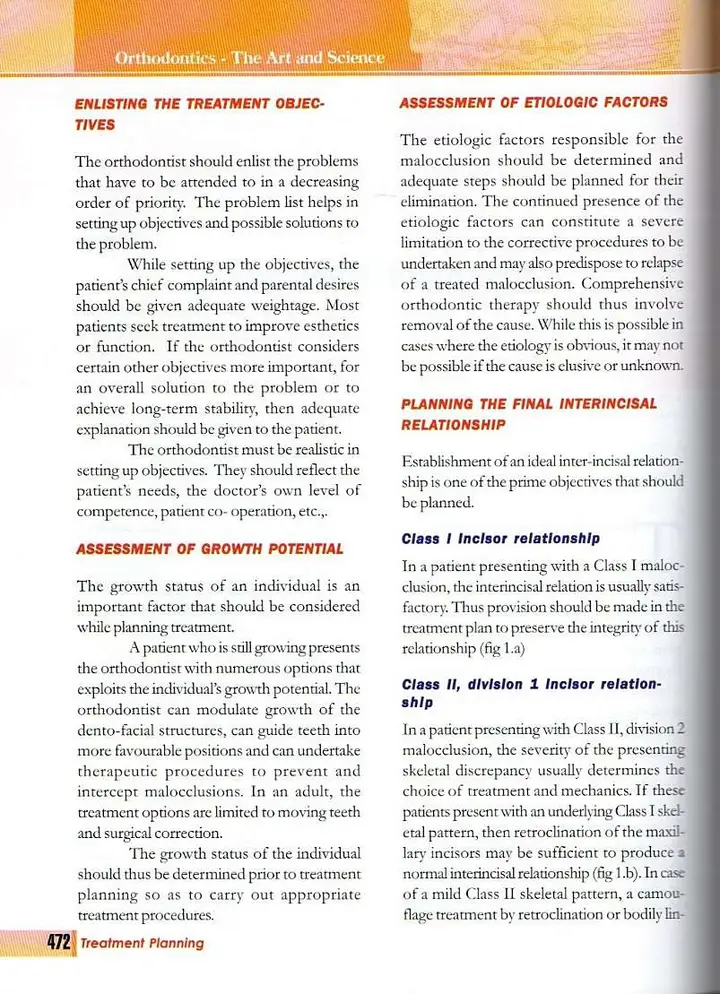 Orthodontics - The Art and Science
ENLISTING THE TREATMENT OBJEC-
TIVES
The orthodontist should enlist the problems
that have to be attended to in a decreasing
order of priority. The problem list helps in
setting up objectives and possible solutions to
the problem.
While setting up the objectives, the
patient's chief complaint and parental desires
should be given adequate weightage. Most
patients seek treatment to improve esthetics
or function. If the orthodontist considers
certain other objectives more important, for
an overall solution to the problem or to
achieve long-term stability, then adequate
explanation should be given to the patient.
The orthodontist must be realistic in
setting up objectives. They should reflect the
patient's needs, the doctor's own level of
competence, patient co- operation, etc.,.
ASSESSMENT OF GROWTH POTENTIAL
The growth status of an individual is an
important factor that should be considered
while planning treatment.
A patient who is still growing presents
the orthodontist with numerous options that
exploits the individual's growth potential. The
orthodontist can modulate growth of the
dento-facial structures, can guide teeth into
more favourable positions and can undertake
therapeutic procedures to prevent and
intercept malocclusions. In an adult, the
treatment options are limited to moving teeth
and surgical correction.
The growth status of the individual
should thus be determined prior to treatment
planning so as to carry out appropriate
treatment procedures.
ASSESSMENT OF ETIOLOGIC FACTORS
The etiologic factors responsible for the
malocclusion should be determined and
adequate steps should be planned for their
elimination. The continued presence of the
etiologic factors can constitute a severe
limitation to the corrective procedures to be
undertaken and may also predispose to relapse
of a treated malocclusion. Comprehensive
orthodontic therapy should thus involve
removal of the cause. While this is possible in
cases where the etiology is obvious, it may not
be possible if the cause is elusive or unknown.
PLANNING THE FINAL INTERINCISAL
RELATIONSHIP
Establishment of an ideal inter-incisal relation-
ship is one of the prime objectives that should
be planned.
Class I Incisor relationship
In a patient presenting with a Class I maloc-
clusion, the interincisal relation is usually satis-
factory. Thus provision should be made in the
treatment plan to preserve the integrity of this
relationship (fig 1.a)
Class II, division 1 Incisor relation-
ship
In a patient presenting with Class II, division 2
malocclusion, the severity of the presenting
skeletal discrepancy usually determines the
choice of treatment and mechanics. If these
patients present with an underlying Class I skel-
etal pattern, then retroclination of the maxil-
lary incisors may be sufficient to produce a
normal interincisal relationship (fig 1.b). In case
of a mild Class II skeletal pattern, a camou-
flage treatment by retroclination or bodily lin-
472 Treatment Planning